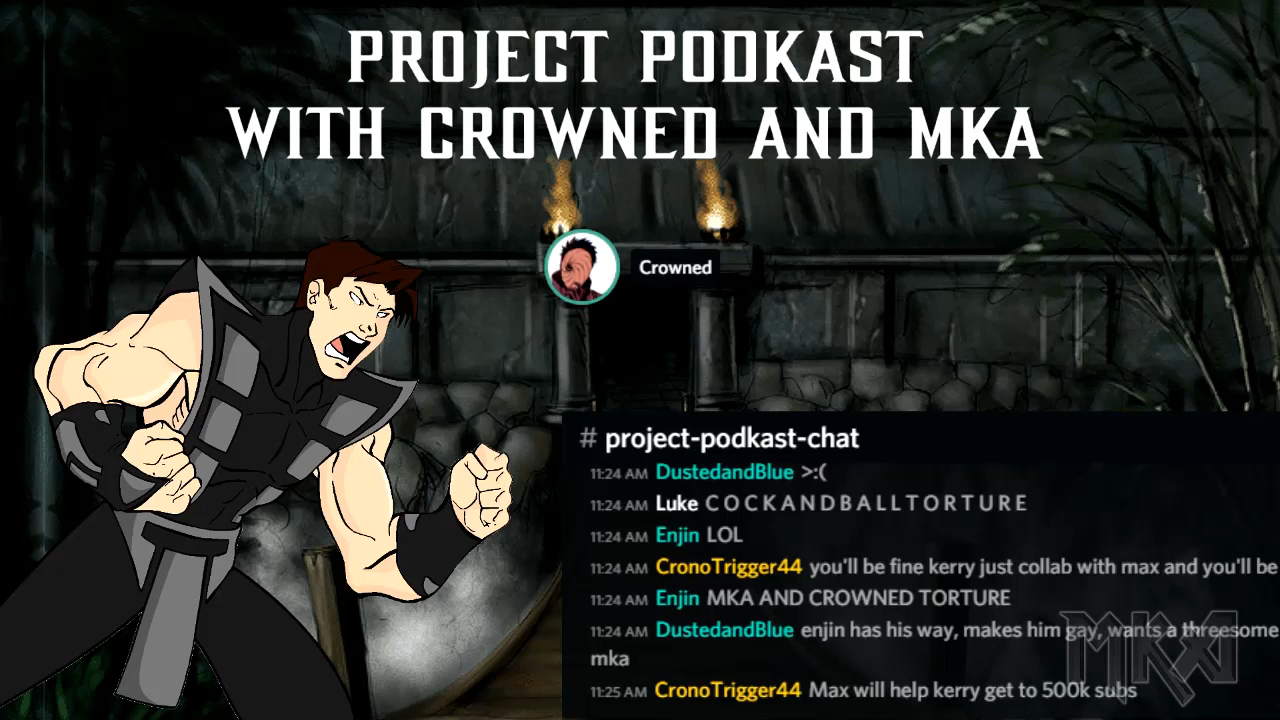 PROJECT PODKAST
WITH CROWNED AND MKA
Crowned
# project-podkast-chat
11:24 AM DustedandBlue >:(
11:24 AM Luke C O C K A N D B A L L T O R T U R E
11:24 AM Enjin LOL
11:24 AM CronoTrigger44 you'll be fine kerry just collab with max and you'll be
11:24 AM Enjin MKA AND CROWNED TORTURE
11:24 AM DustedandBlue enjin has his way, makes him gay, wants a threesome
mka
11:25 AM CronoTrigger44 Max will help kerry get to 500k subs
MKA